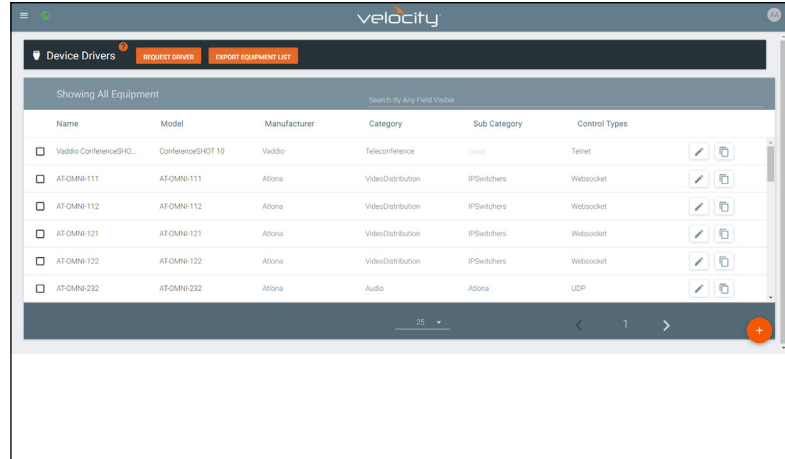 velocity
AA
Device Drivers ? REQUEST DRIVER EXPORT EQUIPMENT LIST
Showing All Equipment Search By Any Field Visible
Name Model Manufacturer Category Sub Category Control Types
Vaddio ConferenceSHO... ConferenceSHOT 10 Vaddio Teleconference Telnet
AT-OMNI-111 AT-OMNI-111 Atlona VideoDistribution IPSwitchers Websocket
AT-OMNI-112 AT-OMNI-112 Atlona VideoDistribution IPSwitchers Websocket
AT-OMNI-121 AT-OMNI-121 Atlona VideoDistribution IPSwitchers Websocket
AT-OMNI-122 AT-OMNI-122 Atlona VideoDistribution IPSwitchers Websocket
AT-OMNI-232 AT-OMNI-232 Atlona Audio Atlona UDP
25 1
+